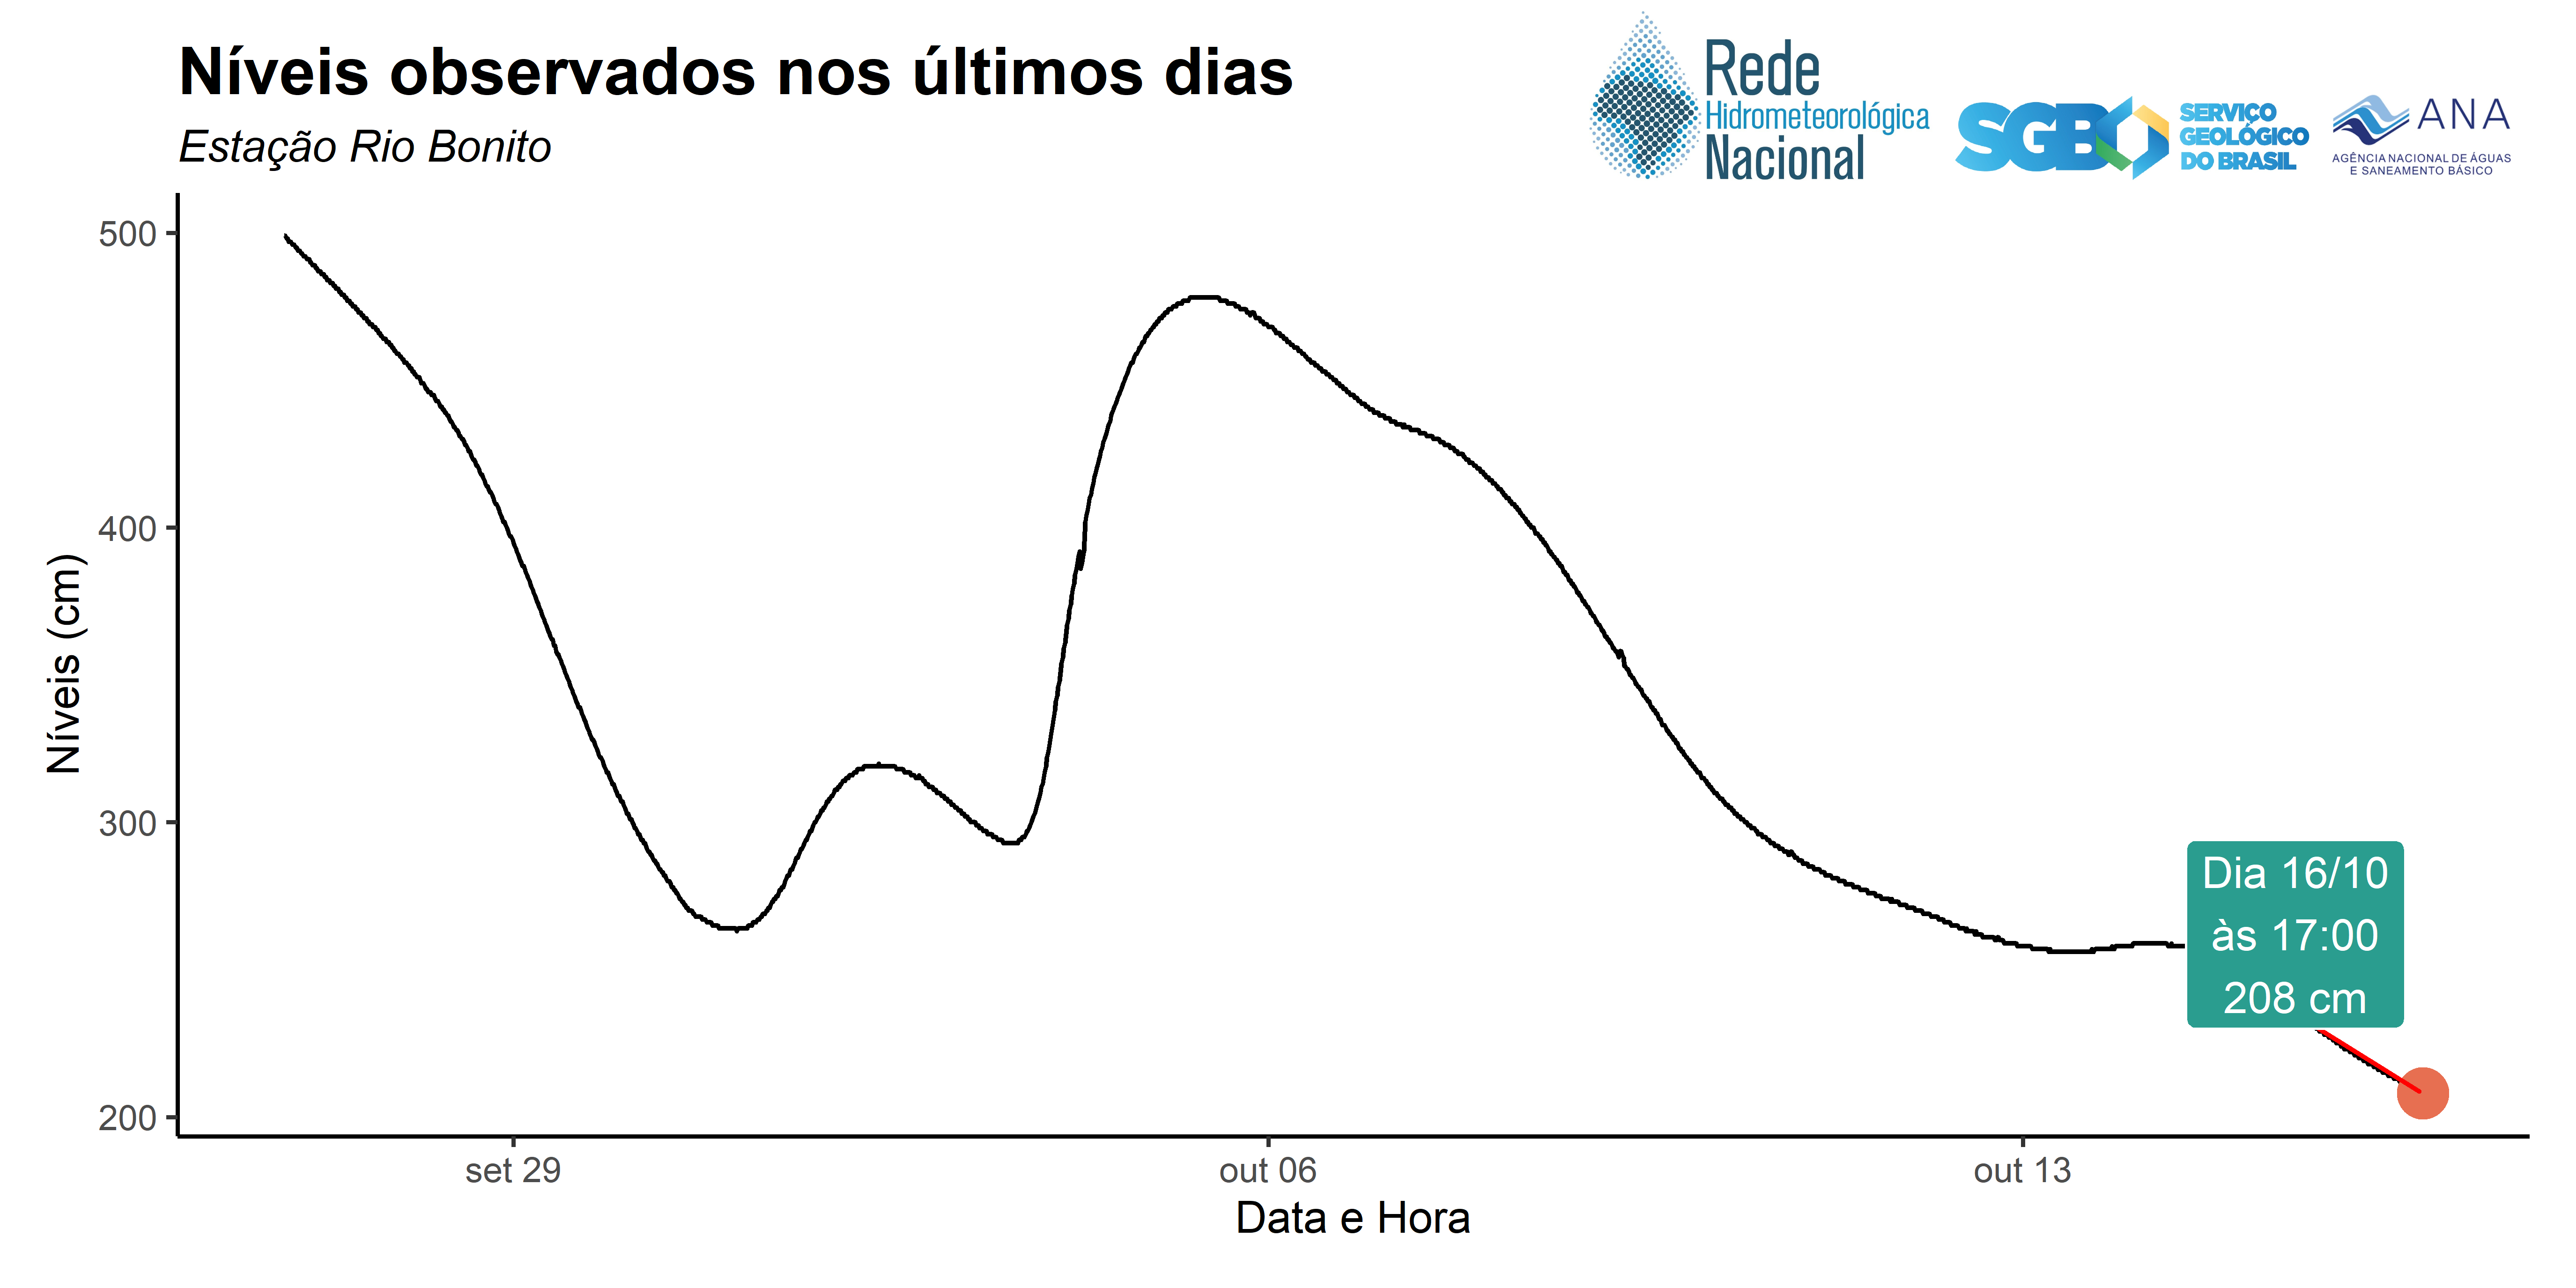 Níveis observados nos últimos dias
Estação Rio Bonito
Rede
Hidrometeorológica
Nacional
SGB
SERVIÇO
GEOLÓGICO
DO BRASIL
ANA
AGÊNCIA NACIONAL DE ÁGUAS
E SANEAMENTO BÁSICO
Níveis (cm)
500
400
300
200
Dia 16/10
às 17:00
208 cm
set 29
out 06
out 13
Data e Hora